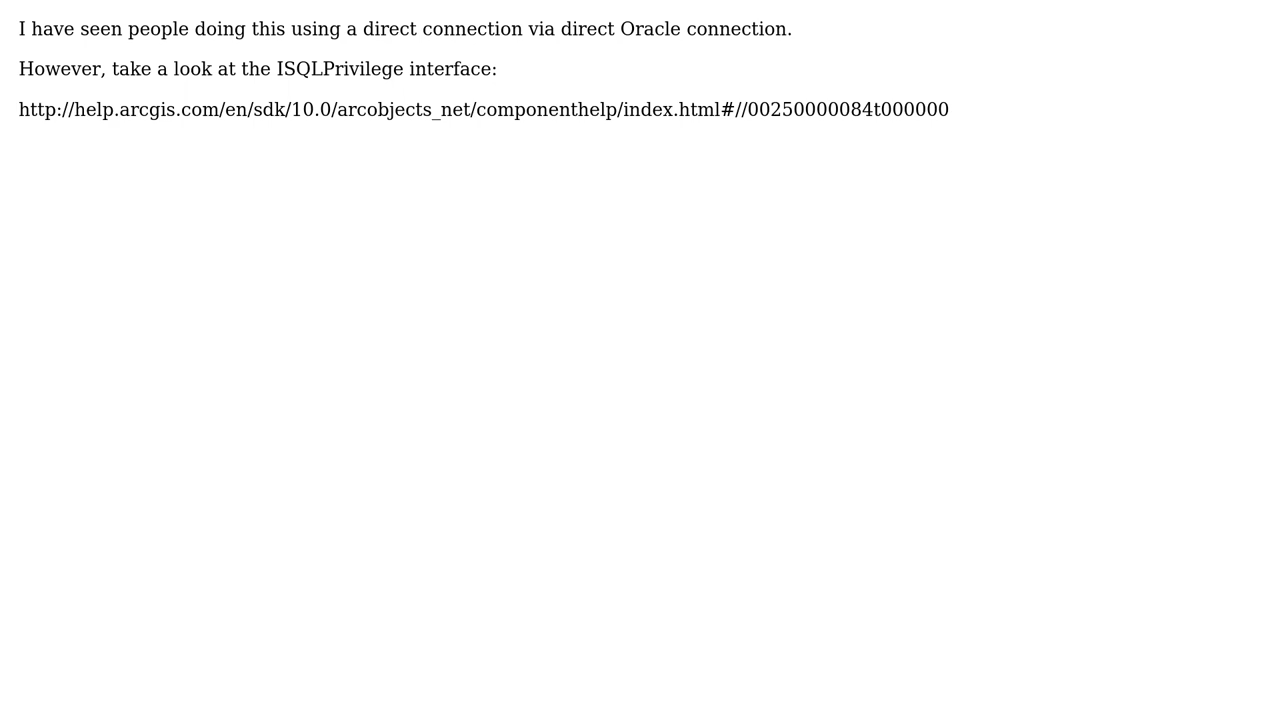 I have seen people doing this using a direct connection via direct Oracle connection.
However, take a look at the ISQLPrivilege interface:
http://help.arcgis.com/en/sdk/10.0/arcobjects_net/componenthelp/index.html#//00250000084t000000